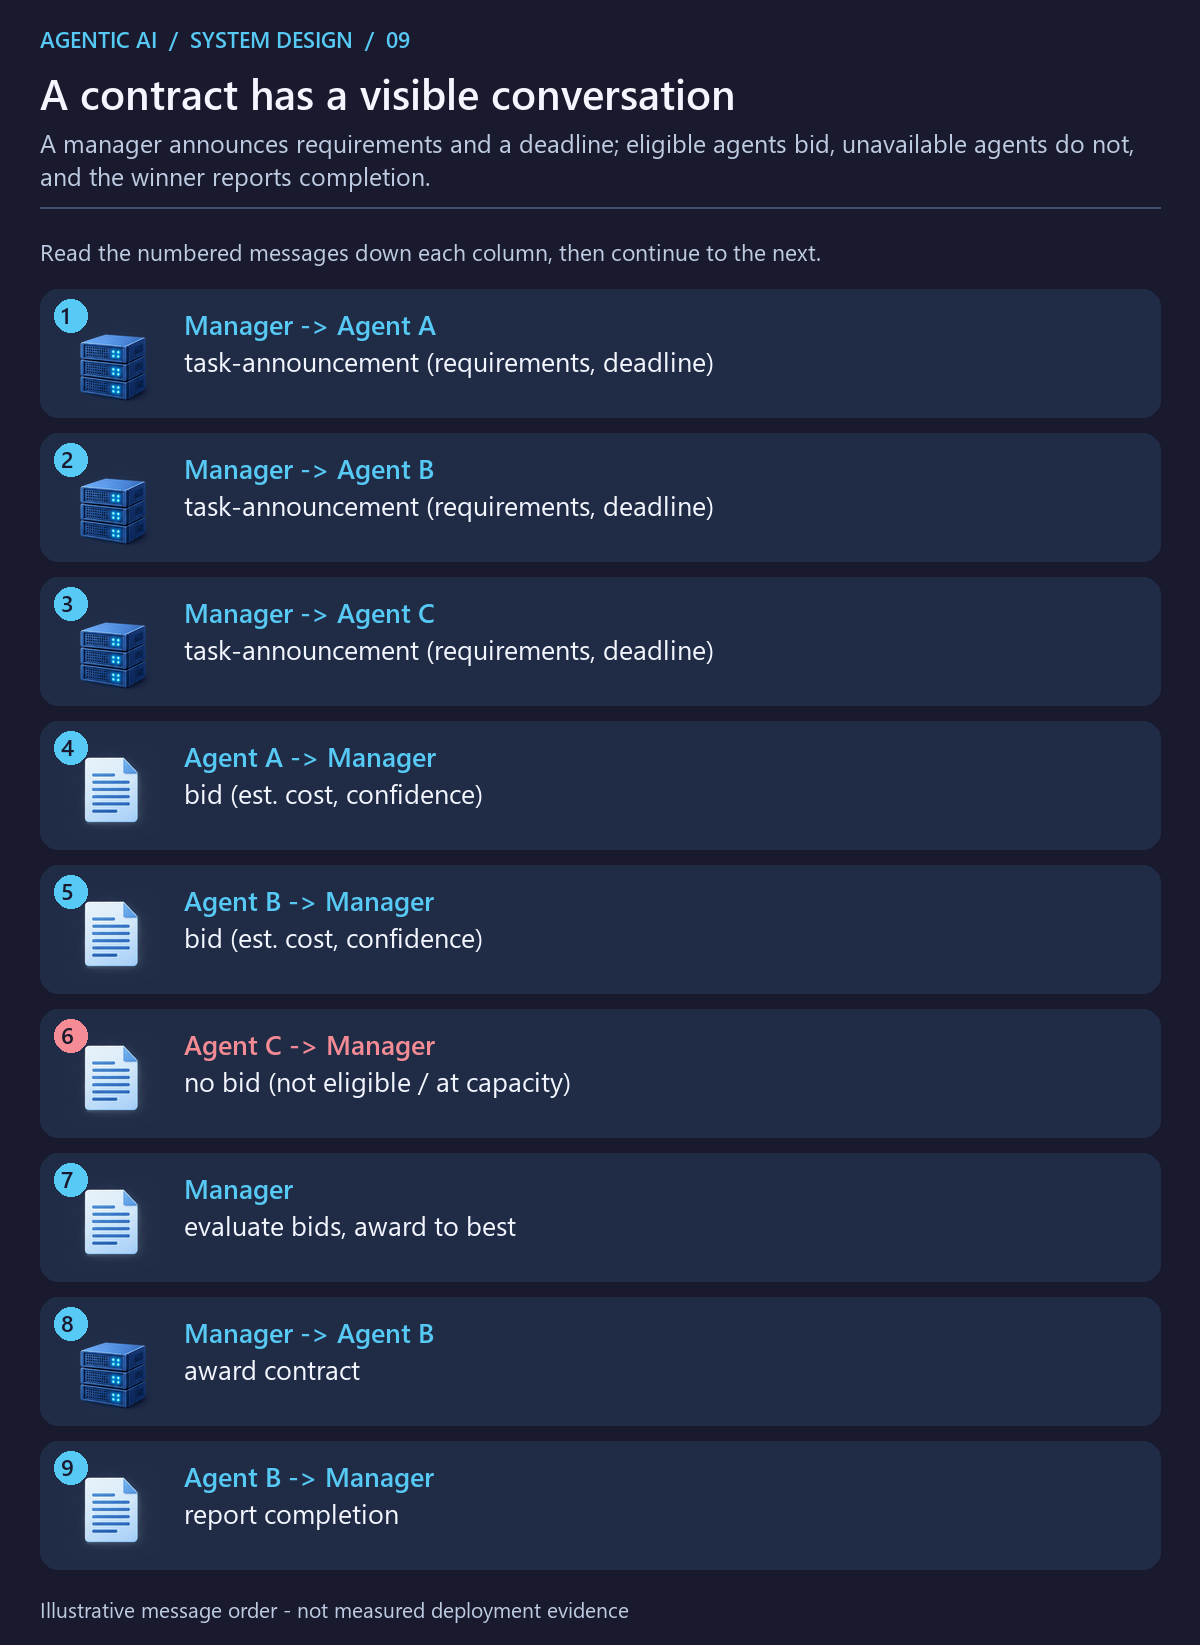 AGENTIC AI / SYSTEM DESIGN / 09
A contract has a visible conversation
A manager announces requirements and a deadline; eligible agents bid, unavailable agents do not,
and the winner reports completion.
Read the numbered messages down each column, then continue to the next.
1
Manager -> Agent A
task-announcement (requirements, deadline)
2
Manager -> Agent B
task-announcement (requirements, deadline)
3
Manager -> Agent C
task-announcement (requirements, deadline)
4
Agent A -> Manager
bid (est. cost, confidence)
5
Agent B -> Manager
bid (est. cost, confidence)
6
Agent C -> Manager
no bid (not eligible / at capacity)
7
Manager
evaluate bids, award to best
8
Manager -> Agent B
award contract
9
Agent B -> Manager
report completion
Illustrative message order - not measured deployment evidence